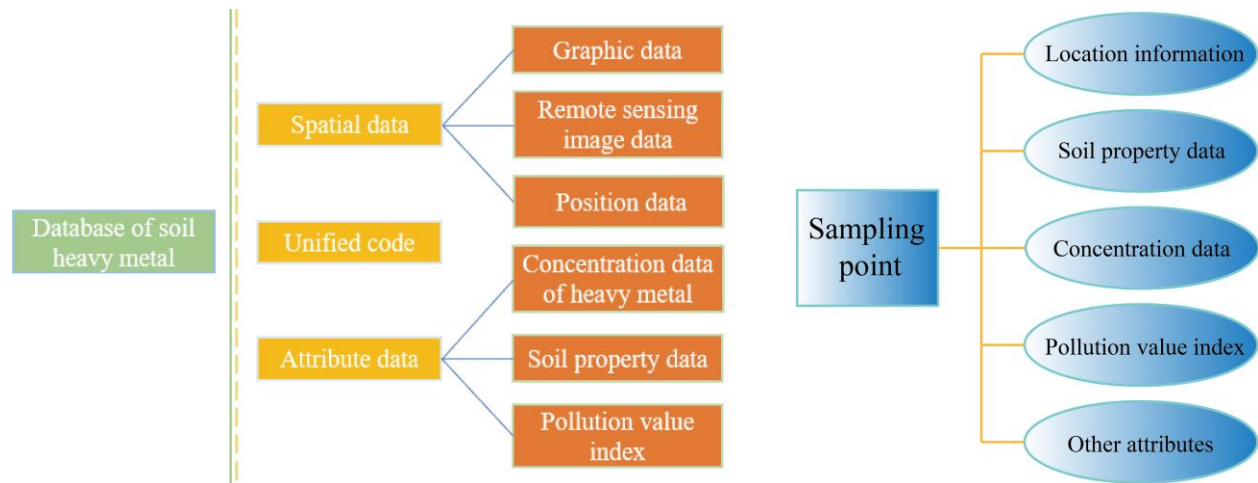 Database of soil
heavy metal
Spatial data
Unified code
Attribute data
Graphic data
Remote sensing
image data
Position data
Concentration data
of heavy metal
Soil property data
Pollution value
index
Sampling
point
Location information
Soil property data
Concentration data
Pollution value index
Other attributes